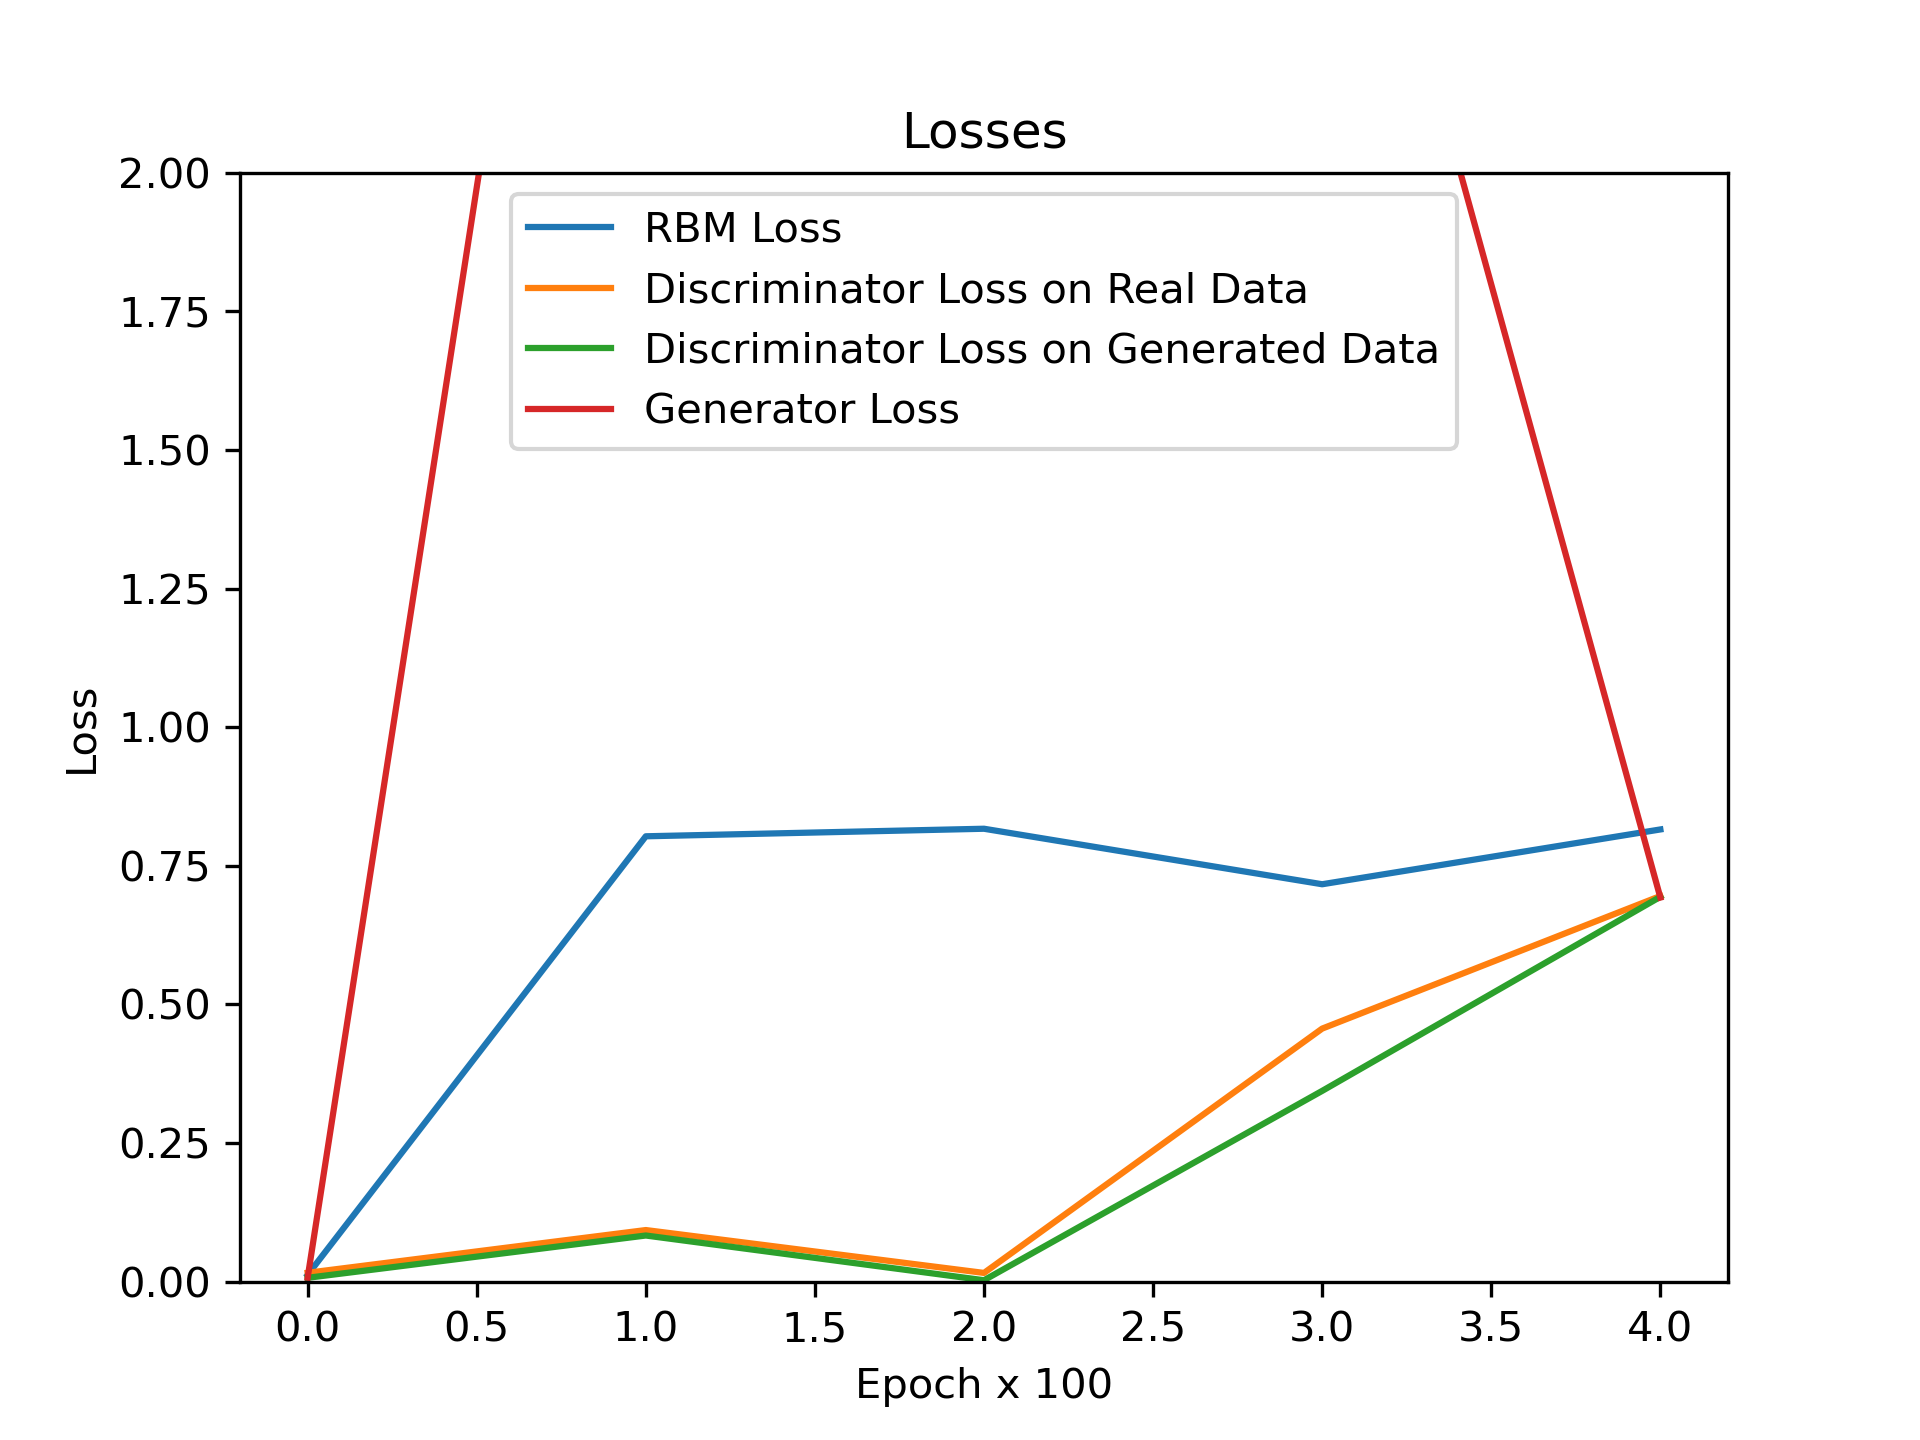 Losses
2.00
1.75
1.50
1.25
1.00
0.75
0.50
0.25
0.00
Loss
RBM Loss
Discriminator Loss on Real Data
Discriminator Loss on Generated Data
Generator Loss
0.0 0.5 1.0 1.5 2.0 2.5 3.0 3.5 4.0
Epoch x 100